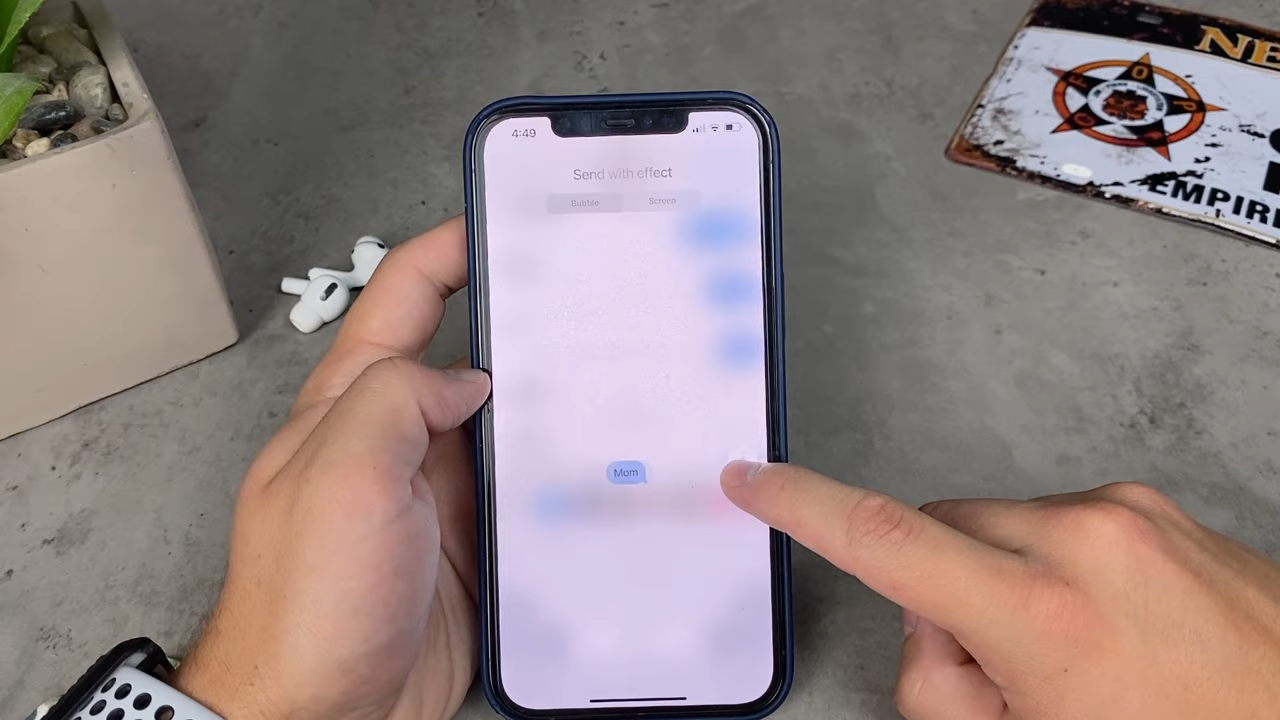 4:49
Send with effect
Bubble
Screen
Mom
NE
F O P
EMPIRE